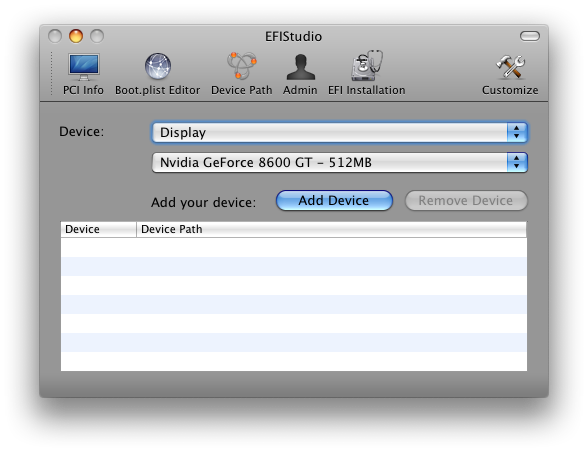 EFIStudio
PCI Info Boot.plist Editor Device Path Admin EFI Installation Customize
Device: Display
Nvidia GeForce 8600 GT - 512MB
Add your device: Add Device Remove Device
Device Device Path